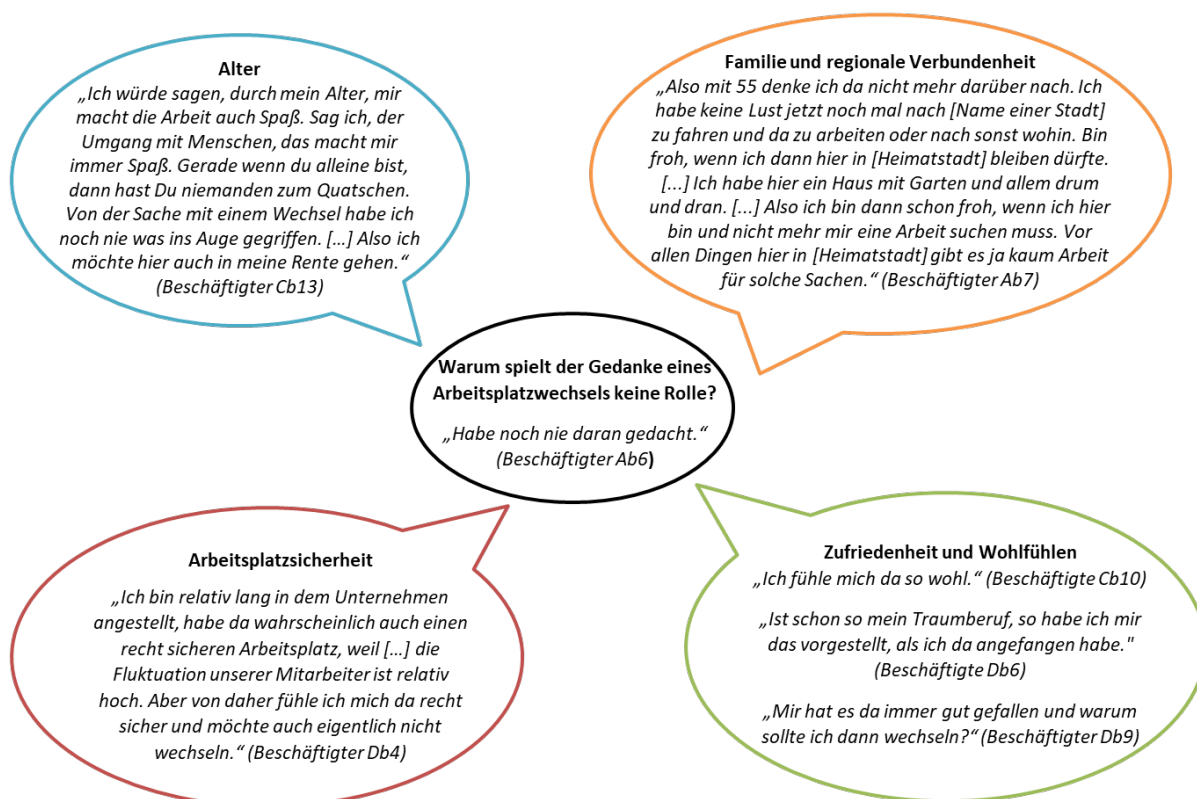 Alter
„Ich würde sagen, durch mein Alter, mir
macht die Arbeit auch Spaß. Sag ich, der
Umgang mit Menschen, das macht mir
immer Spaß. Gerade wenn du alleine bist,
dann hast Du niemanden zum Quatschen.
Von der Sache mit einem Wechsel habe ich
noch nie was ins Auge gegriffen. […] Also ich
möchte hier auch in meine Rente gehen.“
(Beschäftigter Cb13)
Familie und regionale Verbundenheit
„Also mit 55 denke ich da nicht mehr darüber nach. Ich
habe keine Lust jetzt noch mal nach [Name einer Stadt]
zu fahren und da zu arbeiten oder nach sonst wohin. Bin
froh, wenn ich dann hier in [Heimatstadt] bleiben dürfte.
[...] Ich habe hier ein Haus mit Garten und allem drum
und dran. [...] Also ich bin dann schon froh, wenn ich hier
bin und nicht mehr mir eine Arbeit suchen muss. Vor
allen Dingen hier in [Heimatstadt] gibt es ja kaum Arbeit
für solche Sachen.“ (Beschäftigter Ab7)
Warum spielt der Gedanke eines
Arbeitsplatzwechsels keine Rolle?
„Habe noch nie daran gedacht.“
(Beschäftigter Ab6)
Arbeitsplatzsicherheit
„Ich bin relativ lang in dem Unternehmen
angestellt, habe da wahrscheinlich auch einen
recht sicheren Arbeitsplatz, weil […] die
Fluktuation unserer Mitarbeiter ist relativ
hoch. Aber von daher fühle ich mich da recht
sicher und möchte auch eigentlich nicht
wechseln.“ (Beschäftigter Db4)
Zufriedenheit und Wohlfühlen
„Ich fühle mich da so wohl.“ (Beschäftigte Cb10)
„Ist schon so mein Traumberuf, so habe ich mir
das vorgestellt, als ich da angefangen habe."
(Beschäftigte Db6)
„Mir hat es da immer gut gefallen und warum
sollte ich dann wechseln?“ (Beschäftigter Db9)